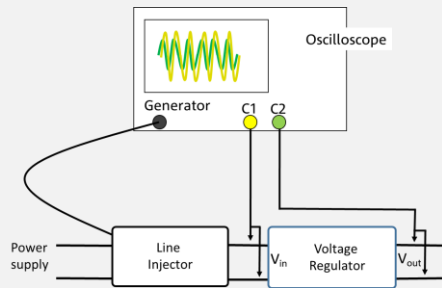 Oscilloscope
Generator
C1
C2
Power
supply
Line
Injector
Vin
Voltage
Regulator
Vout